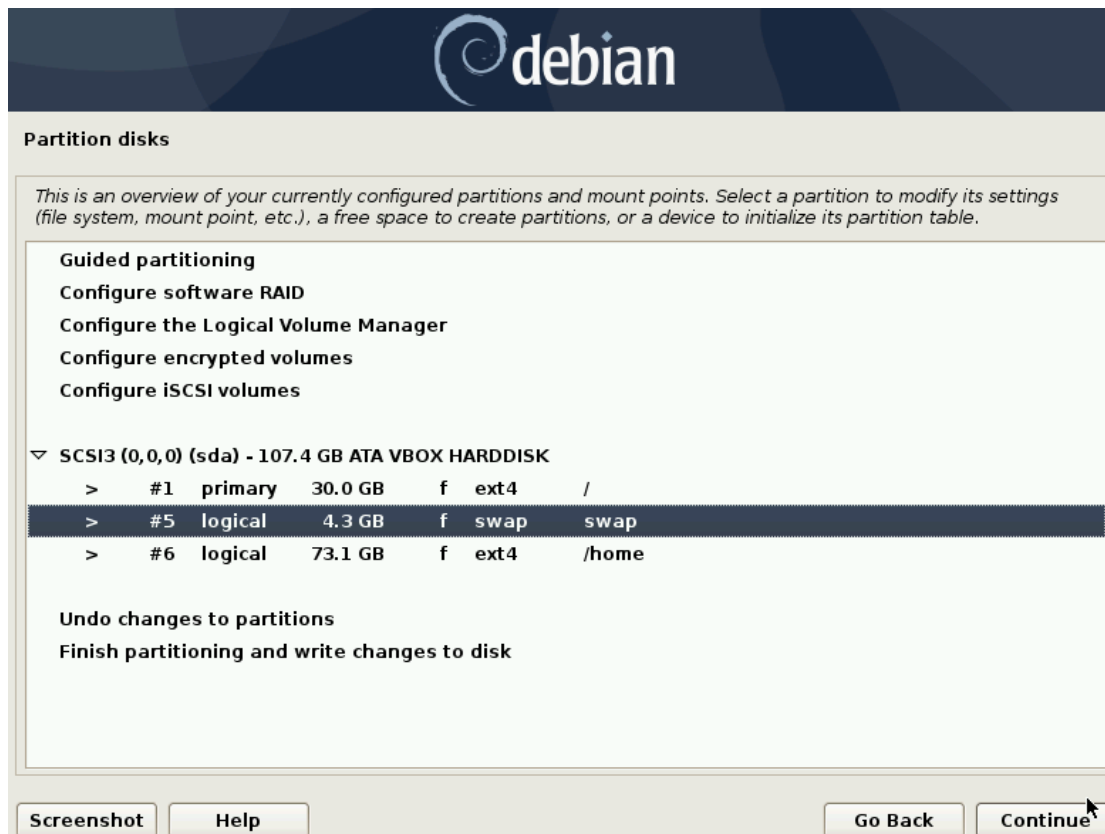 debian
Partition disks
This is an overview of your currently configured partitions and mount points. Select a partition to modify its settings
(file system, mount point, etc.), a free space to create partitions, or a device to initialize its partition table.
Guided partitioning
Configure software RAID
Configure the Logical Volume Manager
Configure encrypted volumes
Configure iSCSI volumes
SCSI3 (0,0,0) (sda) - 107.4 GB ATA VBOX HARDDISK
> #1 primary 30.0 GB f ext4 /
> #5 logical 4.3 GB f swap swap
> #6 logical 73.1 GB f ext4 /home
Undo changes to partitions
Finish partitioning and write changes to disk
Screenshot Help Go Back Continue